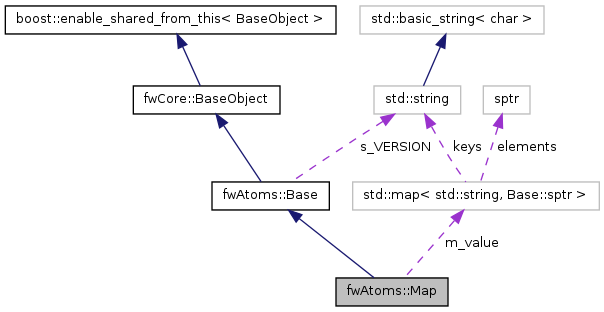 boost::enable_shared_from_this< BaseObject >
std::basic_string< char >
fwCore::BaseObject
std::string
sptr
s_VERSION
keys
elements
fwAtoms::Base
std::map< std::string, Base::sptr >
m_value
fwAtoms::Map